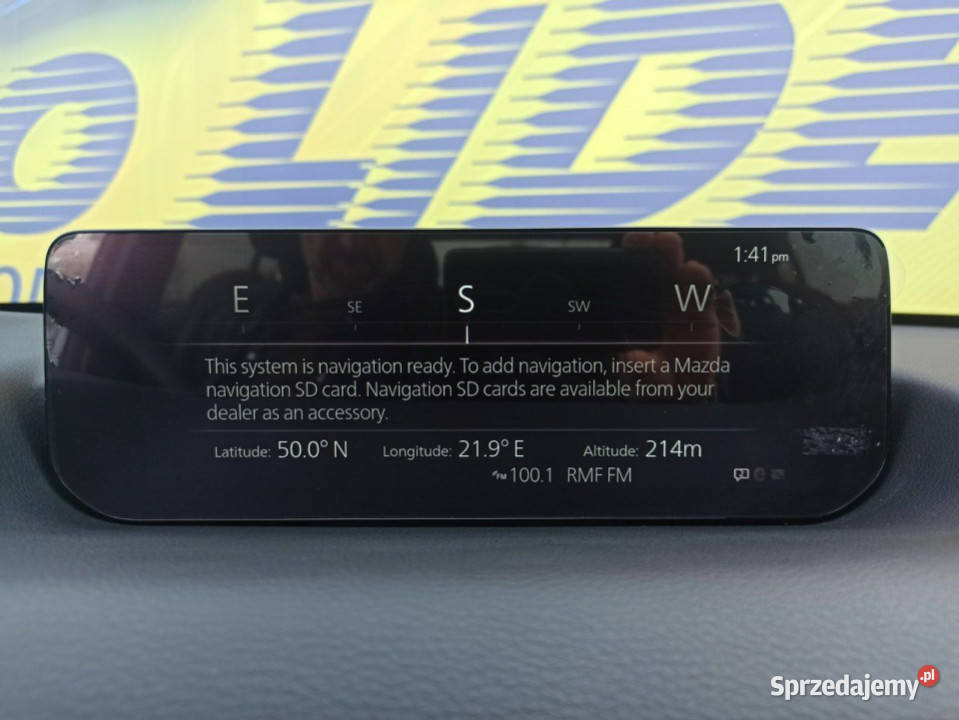 1:41 pm
E SE S SW W
This system is navigation ready. To add navigation, insert a Mazda
navigation SD card. Navigation SD cards are available from your
dealer as an accessory.
Latitude: 50.0° N Longitude: 21.9° E Altitude: 214m
FM 100.1 RMF FM
Sprzedajemy.pl